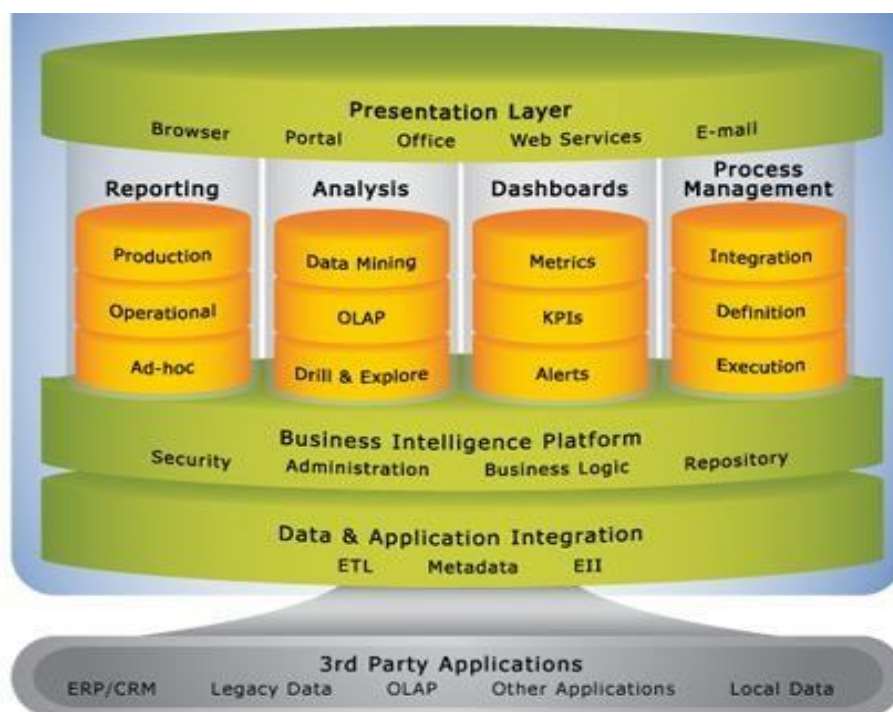 Presentation Layer
Browser Portal Office Web Services E-mail
Reporting
Production
Operational
Ad-hoc
Analysis
Data Mining
OLAP
Drill & Explore
Dashboards
Metrics
KPIs
Alerts
Process
Management
Integration
Definition
Execution
Business Intelligence Platform
Security Administration Business Logic Repository
Data & Application Integration
ETL Metadata EII
3rd Party Applications
ERP/CRM Legacy Data OLAP Other Applications Local Data